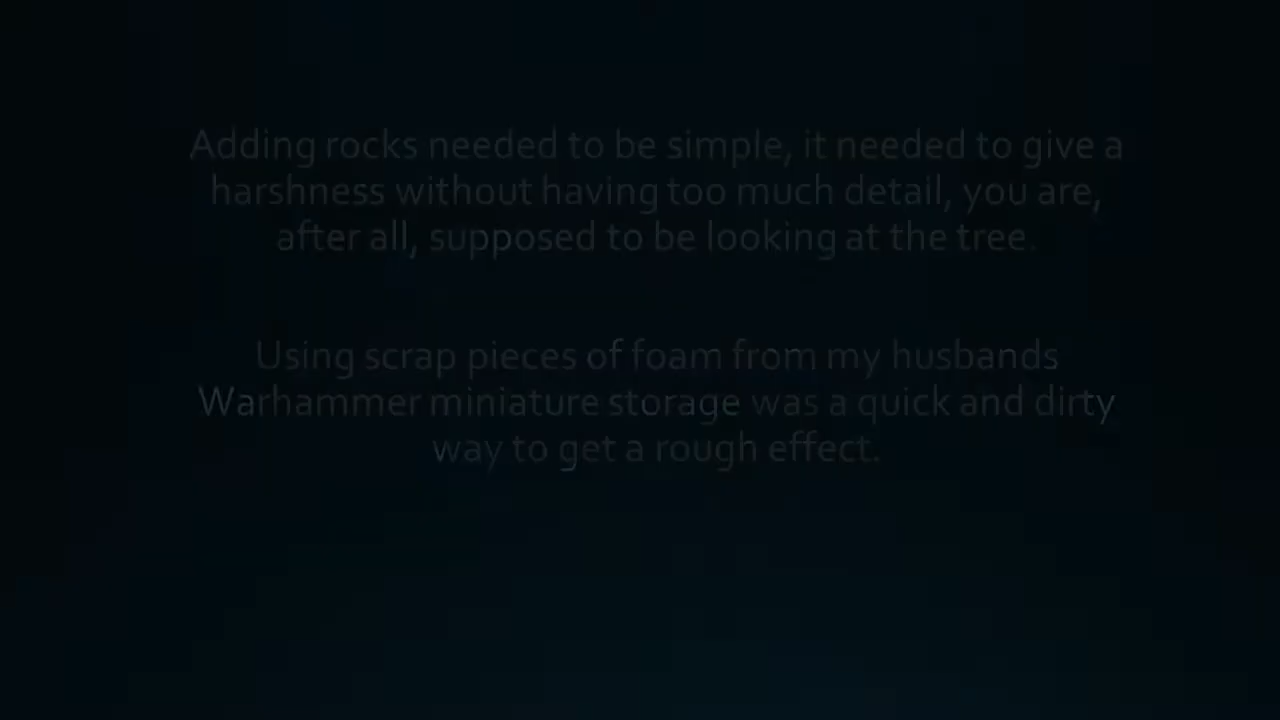 Adding rocks needed to be simple, it needed to give a
harshness without having too much detail, you are,
after all, supposed to be looking at the tree.
Using scrap pieces of foam from my husbands
Warhammer miniature storage was a quick and dirty
way to get a rough effect.